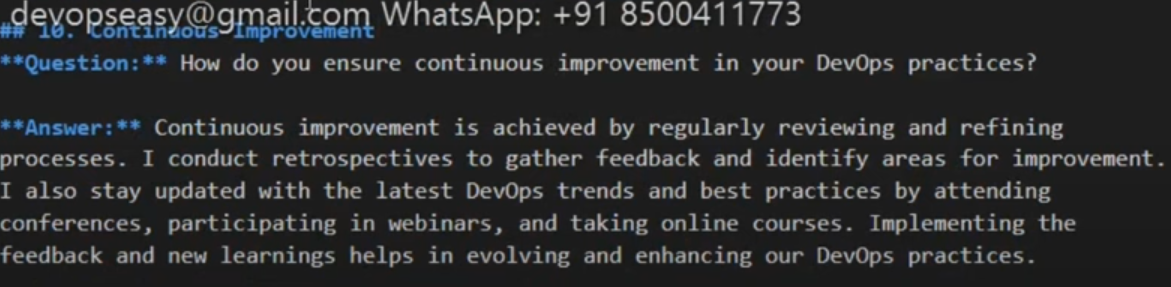 devopseasy@gmail.com WhatsApp: +91 8500411773
## 10. Continuous Improvement
**Question:** How do you ensure continuous improvement in your DevOps practices?
**Answer:** Continuous improvement is achieved by regularly reviewing and refining
processes. I conduct retrospectives to gather feedback and identify areas for improvement.
I also stay updated with the latest DevOps trends and best practices by attending
conferences, participating in webinars, and taking online courses. Implementing the
feedback and new learnings helps in evolving and enhancing our DevOps practices.